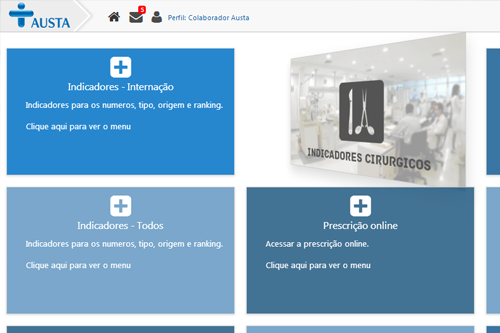 AUSTA
5
Perfil: Colaborador Austa
Indicadores - Internação
Indicadores para os numeros, tipo, origem e ranking.
Clique aqui para ver o menu
INDICADORES CIRURGICOS
Indicadores - Todos
Indicadores para os numeros, tipo, origem e ranking.
Clique aqui para ver o menu
Prescrição online
Acessar a prescrição online.
Clique aqui para ver o menu